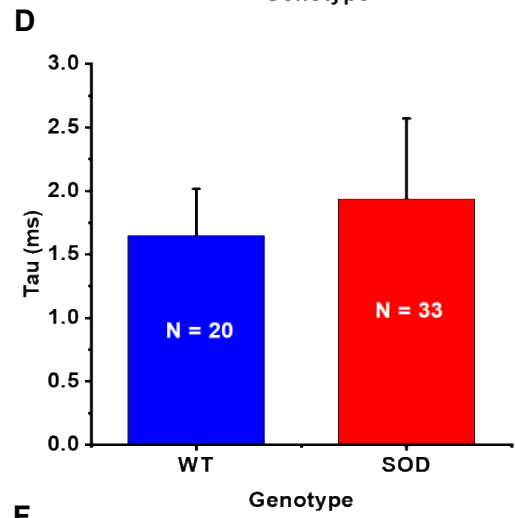 Genotype
D
3.0
2.5
2.0
1.5
1.0
0.5
0.0
Tau (ms)
N = 20
N = 33
WT
SOD
Genotype